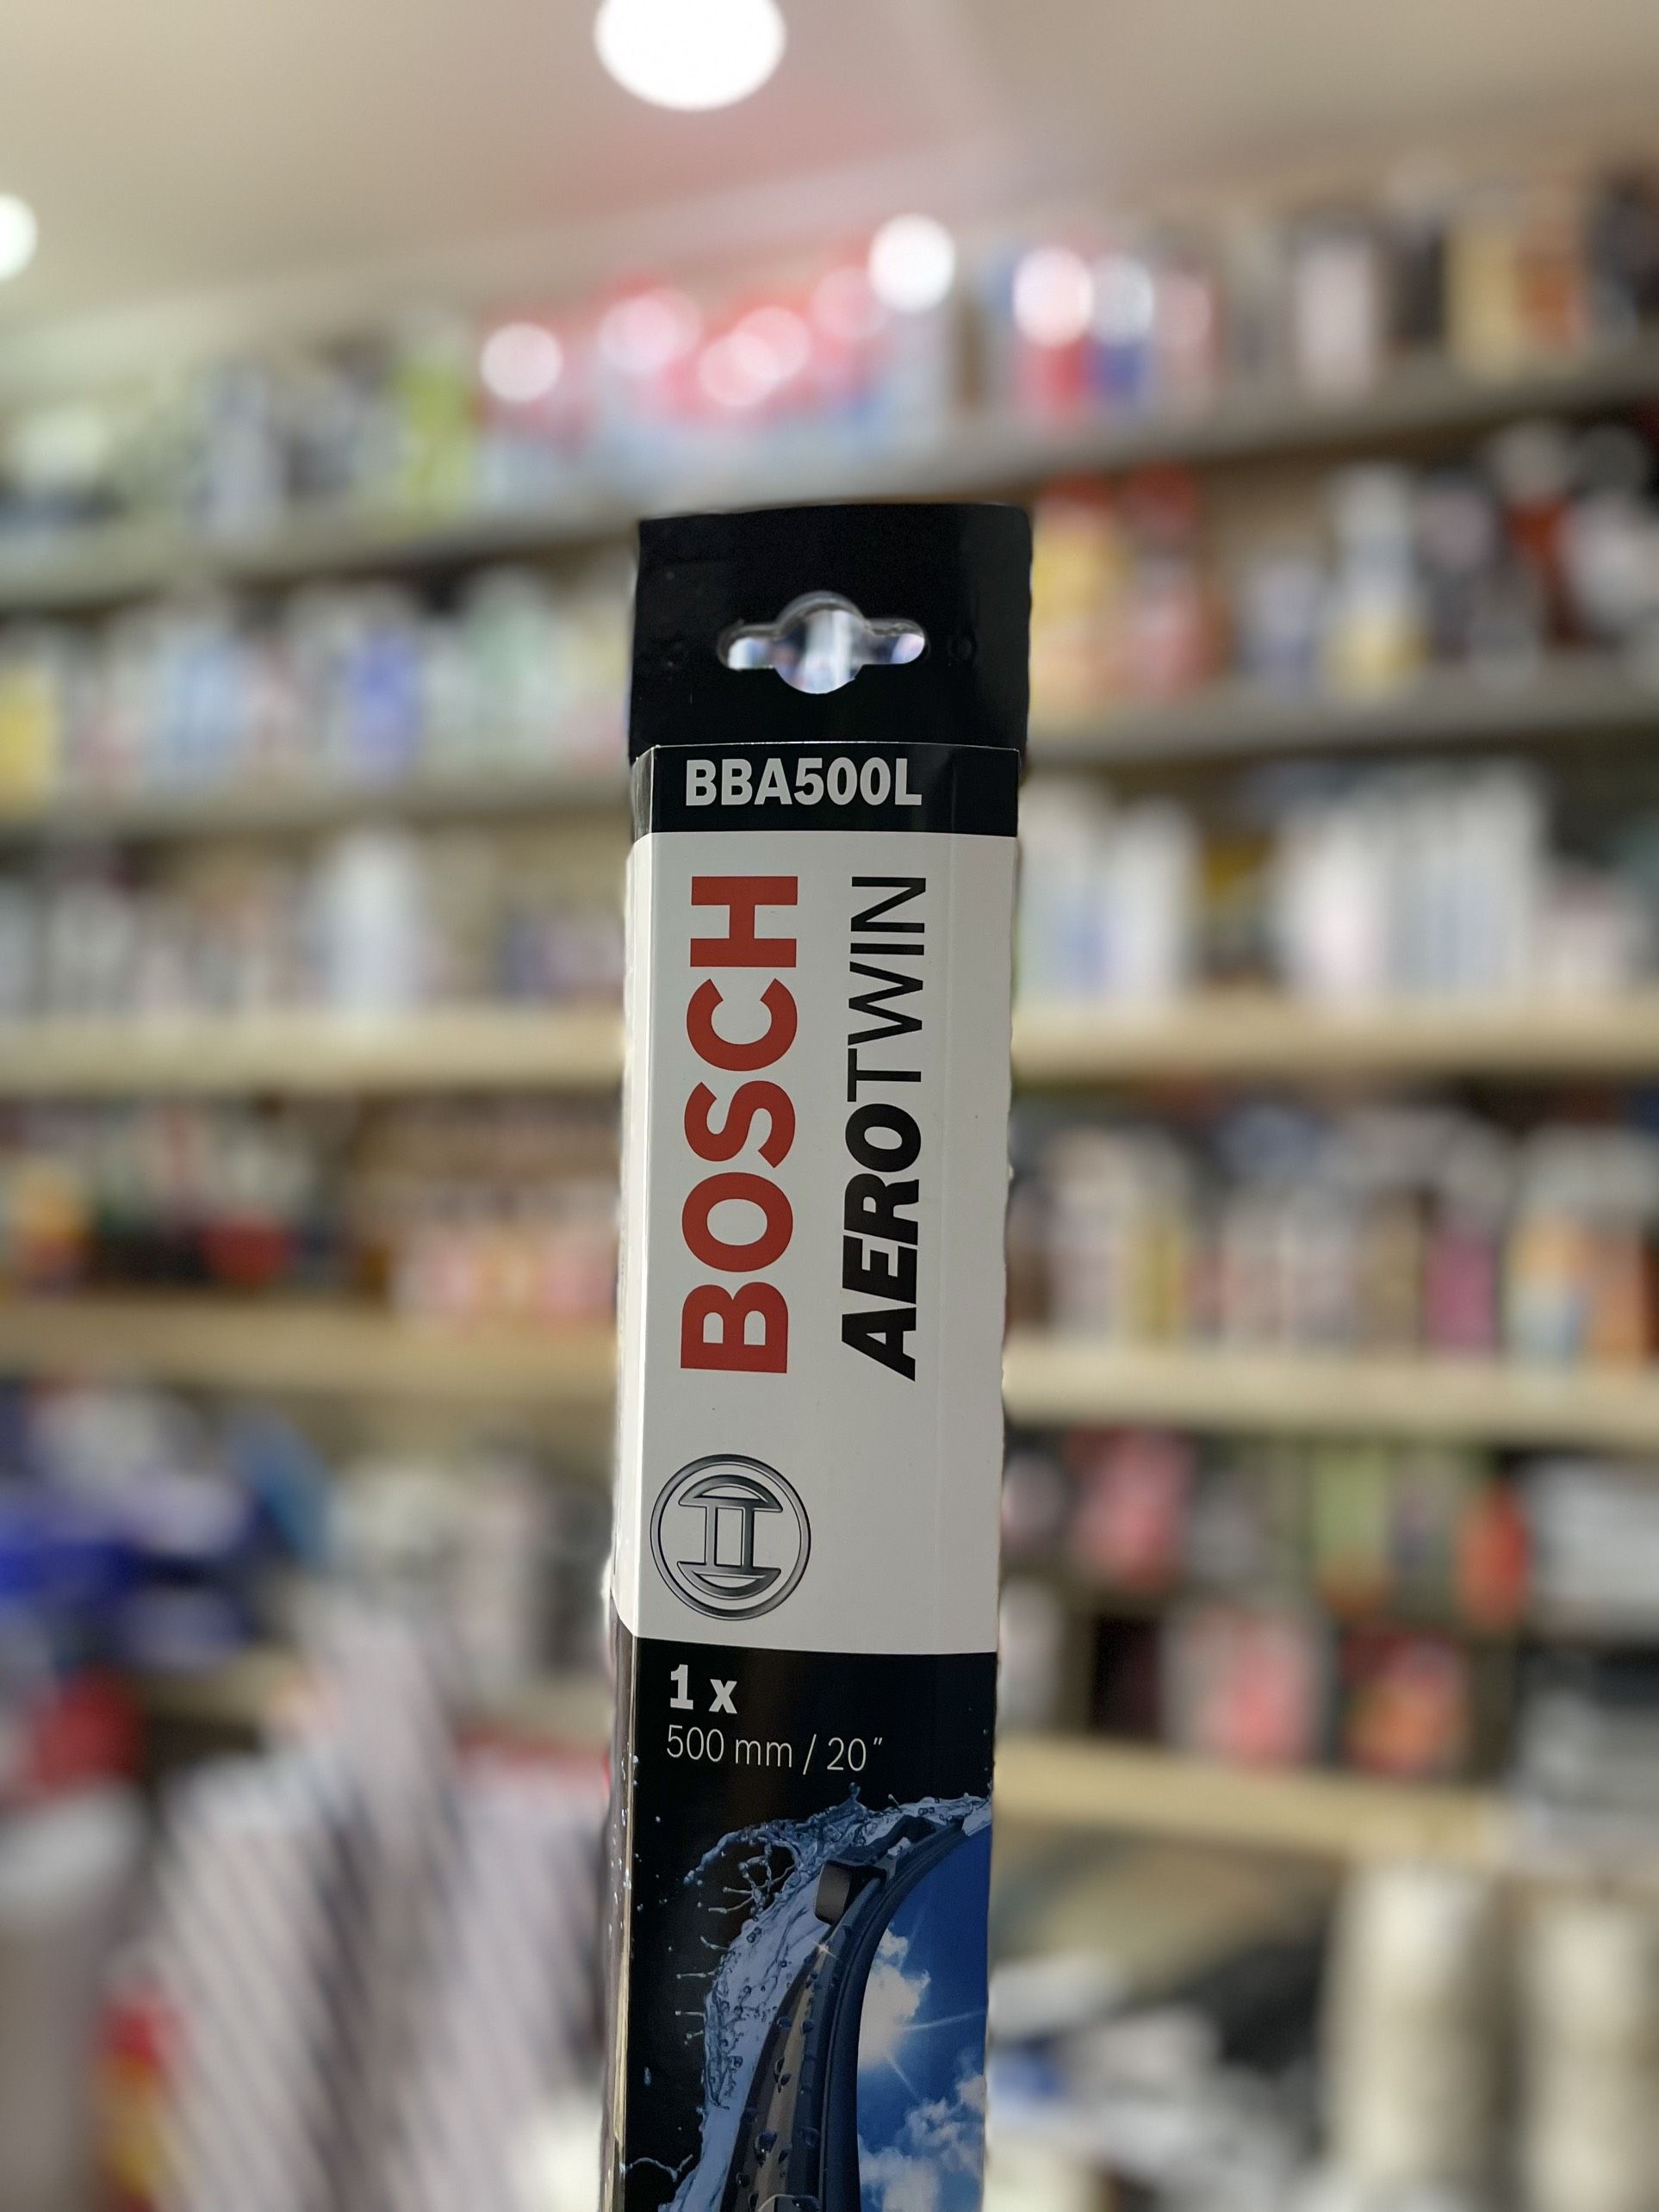 BBA500L
BOSCH
AEROTWIN
1 x
500 mm / 20"